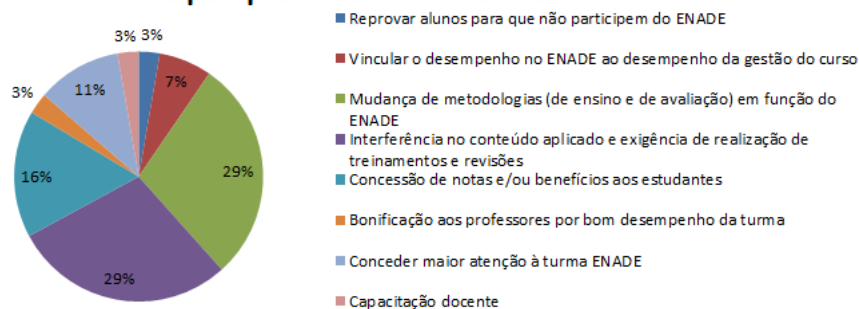 Reprovar alunos para que não participem do ENADE
3% 3%
Vincular o desempenho no ENADE ao desempenho da gestão do curso
7%
11%
3%
Mudança de metodologias (de ensino e de avaliação) em função do
ENADE
Interferência no conteúdo aplicado e exigência de realização de
treinamentos e revisões
29%
16%
Concessão de notas e/ou benefícios aos estudantes
Bonificação aos professores por bom desempenho da turma
Conceder maior atenção à turma ENADE
29%
Capacitação docente